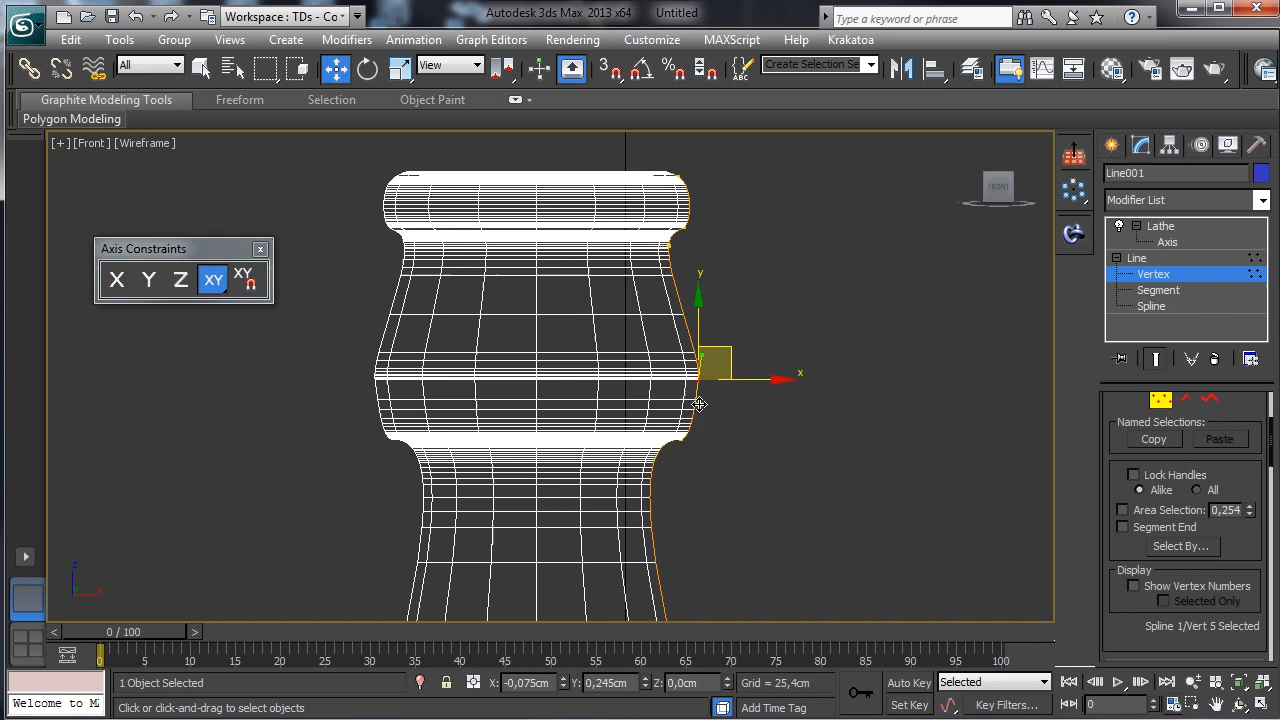 Workspace : TDs - Co
Autodesk 3ds Max 2013 x64 Untitled
Type a keyword or phrase
Edit Tools Group Views Create Modifiers Animation Graph Editors Rendering Customize MAXScript Help Krakatoa
All View Create Selection Se
Graphite Modeling Tools Freeform Selection Object Paint
Polygon Modeling
[+][Front][Wireframe]
FRONT
Axis Constraints
X Y Z XY XY
y
x
z
x
Line001
Modifier List
Lathe
Axis
Line
Vertex
Segment
Spline
Named Selections:
Copy Paste
Lock Handles
Alike All
Area Selection: 0,254
Segment End
Select By...
Display
Show Vertex Numbers
Selected Only
Spline 1/Vert 5 Selected
< 0 / 100 >
0 5 10 15 20 25 30 35 40 45 50 55 60 65 70 75 80 85 90 95 100
1 Object Selected X: -0,075cm Y: 0,245cm Z: 0,0cm Grid = 25,4cm Auto Key Selected
Welcome to MA Click or click-and-drag to select objects Add Time Tag Set Key Key Filters... 0